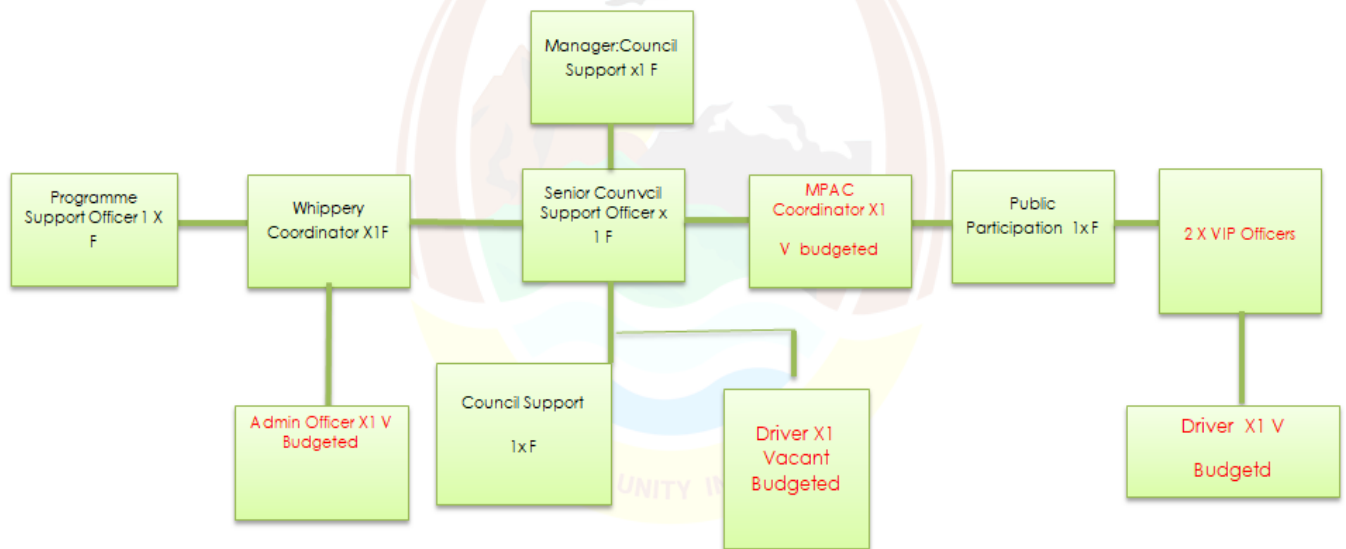 Manager:Council
Support x1 F
Programme
Support Officer 1 X
F
Whippery
Coordinator X1F
Senior Counvcil
Support Officer x
1 F
MPAC
Coordinator X1
V budgeted
Public
Participation 1x F
2 X VIP Officers
Admin Officer X1 V
Budgeted
Council Support
1x F
Driver X1
Vacant
Budgeted
Driver X1 V
Budgetd
UNITY IN